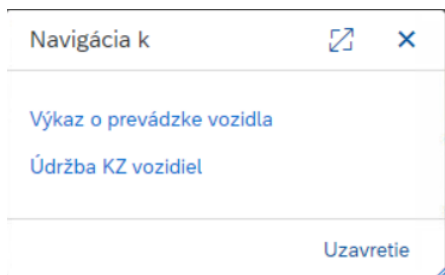 Navigácia k
Výkaz o prevádzke vozidla
Údržba KZ vozidiel
Uzavretie